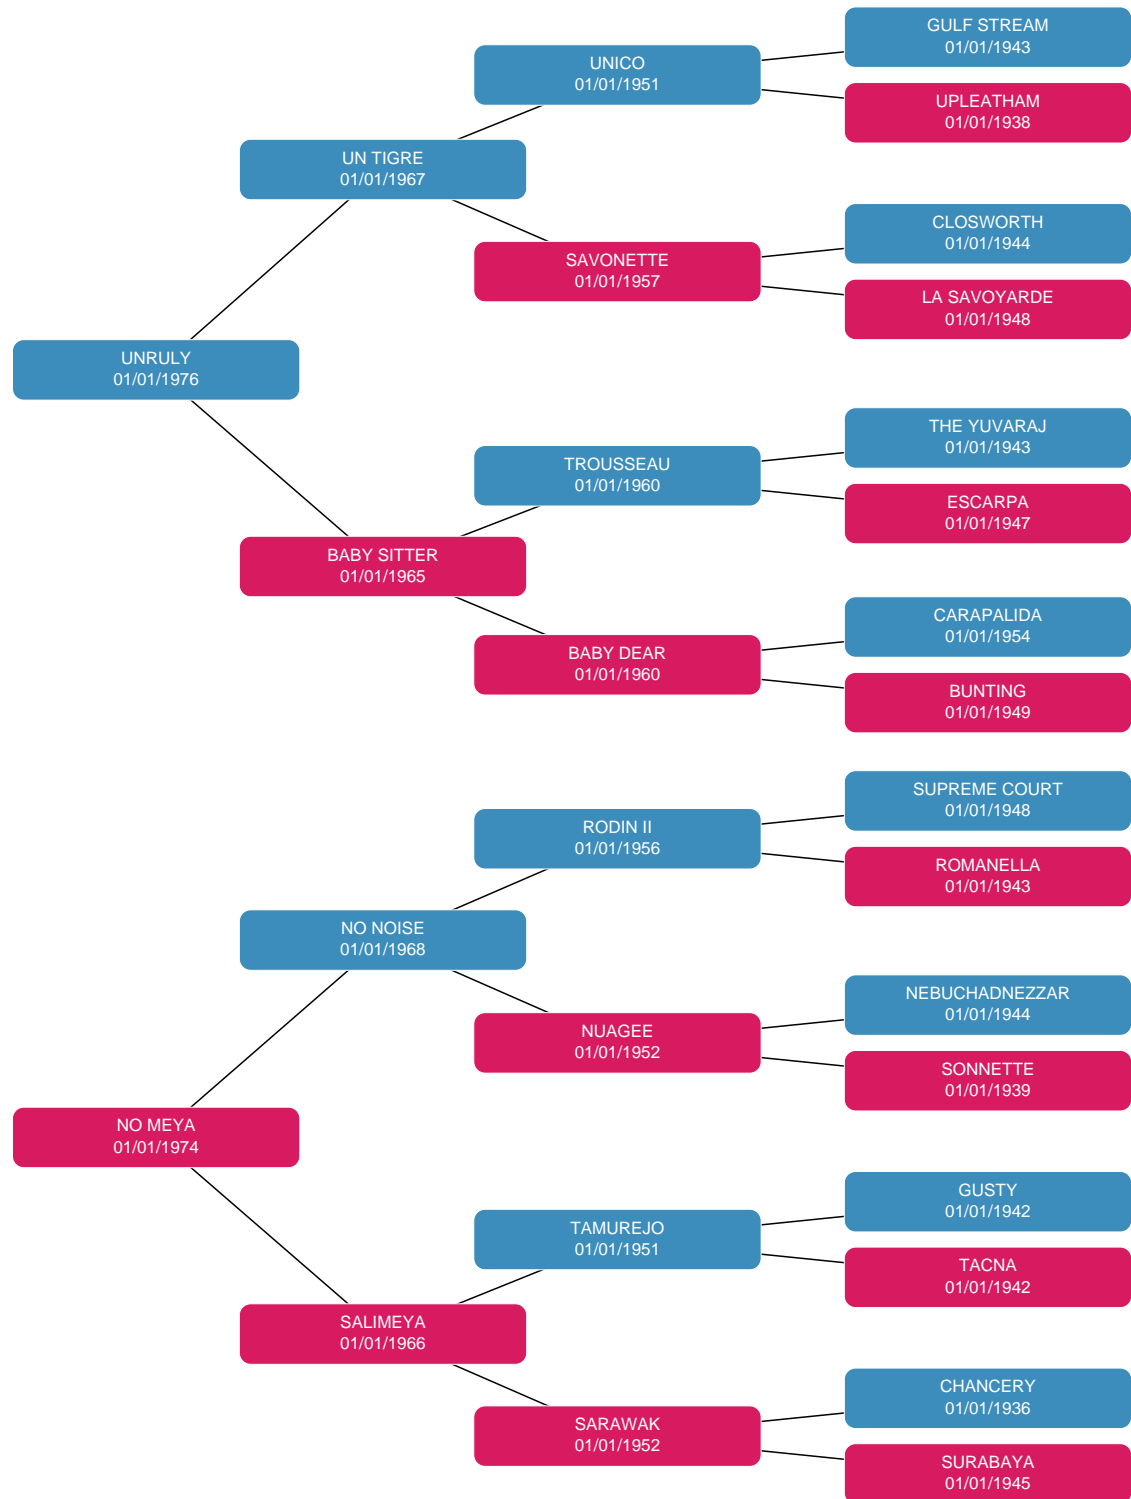 GULF STREAM
01/01/1943
UNICO
01/01/1951
UPLEATHAM
01/01/1938
UN TIGRE
01/01/1967
CLOSWORTH
01/01/1944
SAVONETTE
01/01/1957
LA SAVOYARDE
01/01/1948
UNRULY
01/01/1976
THE YUVARAJ
01/01/1943
TROUSSEAU
01/01/1960
ESCARPA
01/01/1947
BABY SITTER
01/01/1965
CARAPALIDA
01/01/1954
BABY DEAR
01/01/1960
BUNTING
01/01/1949
SUPREME COURT
01/01/1948
RODIN II
01/01/1956
ROMANELLA
01/01/1943
NO NOISE
01/01/1968
NEBUCHADNEZZAR
01/01/1944
NUAGEE
01/01/1952
SONNETTE
01/01/1939
NO MEYA
01/01/1974
GUSTY
01/01/1942
TAMUREJO
01/01/1951
TACNA
01/01/1942
SALIMEYA
01/01/1966
CHANCERY
01/01/1936
SARAWAK
01/01/1952
SURABAYA
01/01/1945